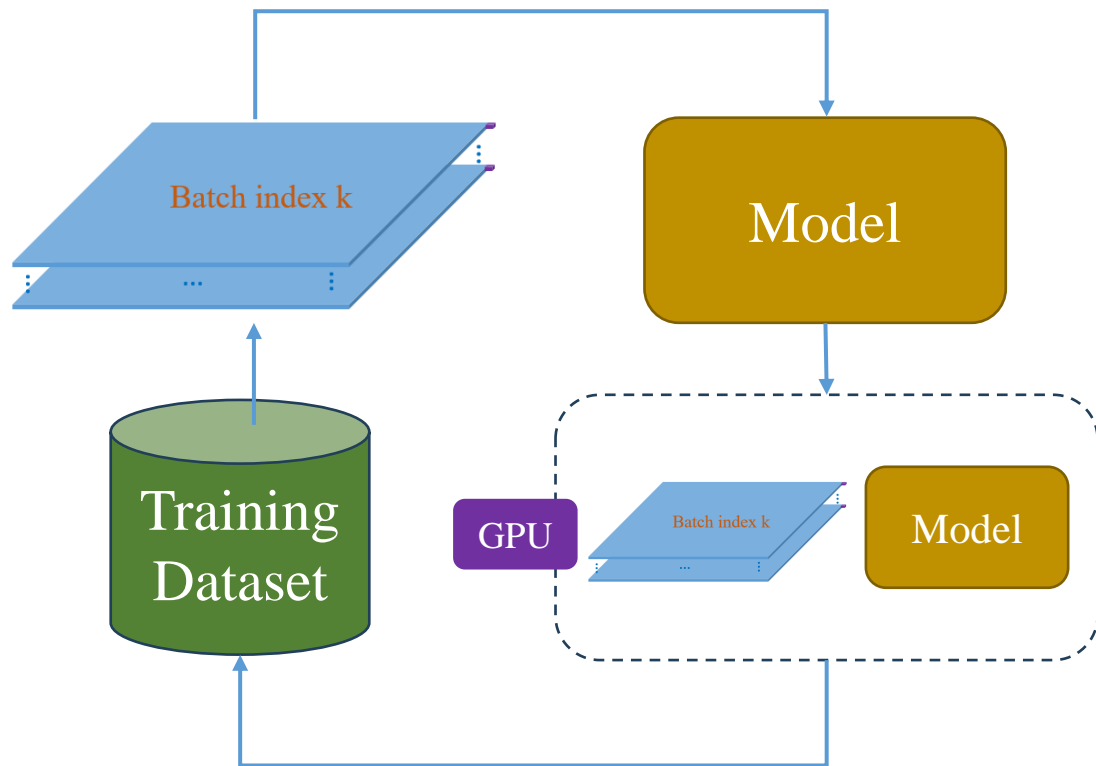 Batch index k
Model
Training
Dataset
GPU
Batch index k
Model